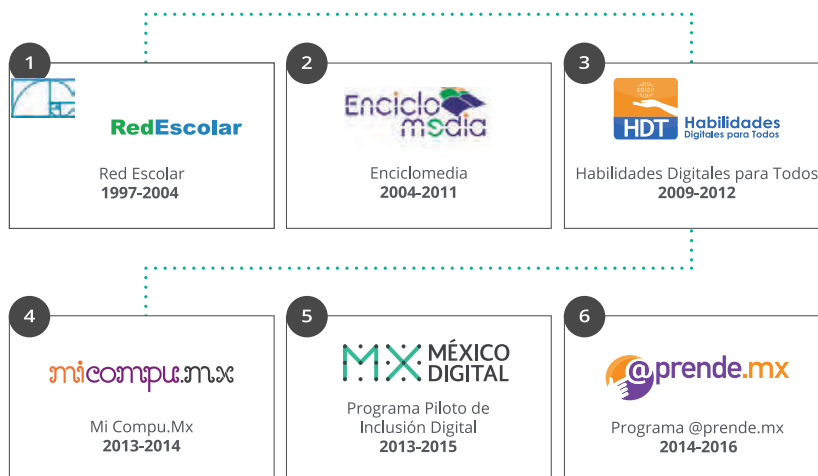 1
RedEscolar
Red Escolar
1997-2004
2
Enciclo
media
Enciclomedia
2004-2011
3
HDT
Habilidades
Digitales para Todos
Habilidades Digitales para Todos
2009-2012
4
micompu.mx
Mi Compu.Mx
2013-2014
5
MX
MÉXICO
DIGITAL
Programa Piloto de
Inclusión Digital
2013-2015
6
@prende.mx
Programa @prende.mx
2014-2016